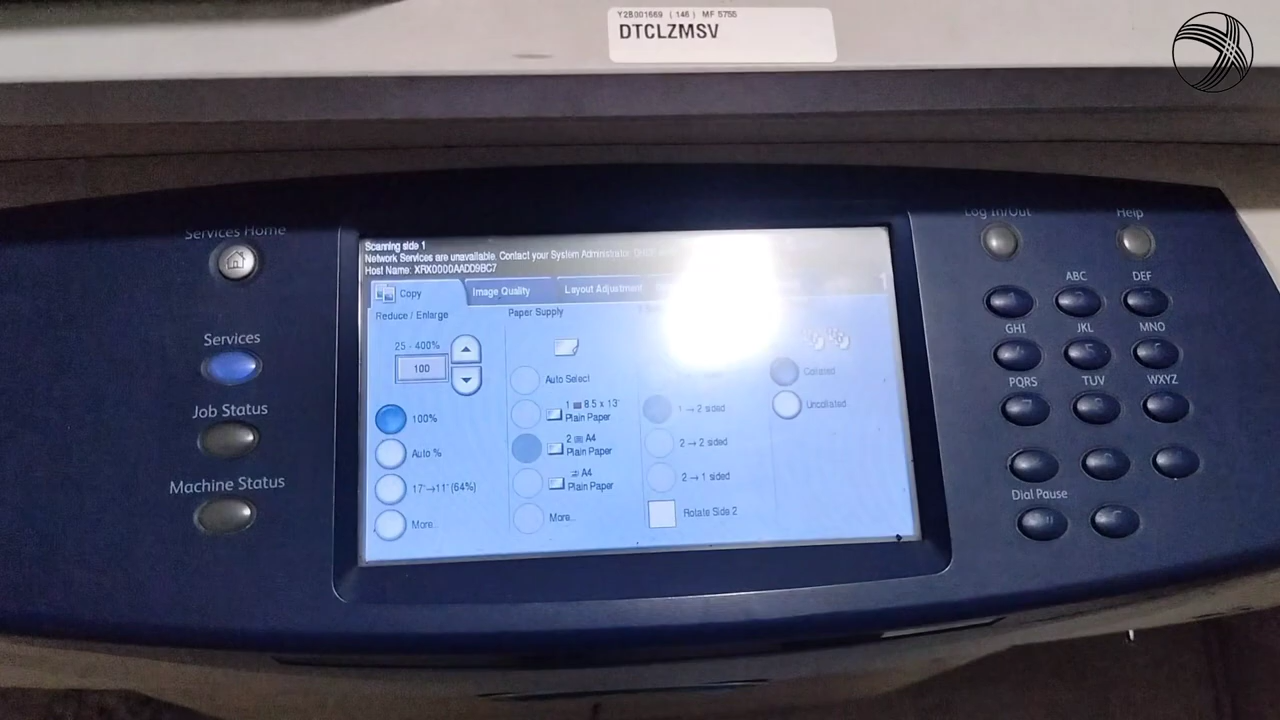 Y2B001669 ( 146 ) MF 5755
DTCLZMSV
Services Home
Services
Job Status
Machine Status
Scanning side 1
Network Services are unavailable. Contact your System Administrator. DHCP
Host Name: XRX0000AADD9BC7
Copy
Image Quality
Layout Adjustment
Reduce / Enlarge
25 - 400%
100
100%
Auto %
17"→11" (64%)
More...
Paper Supply
Auto Select
1 8.5 x 13"
Plain Paper
2 A4
Plain Paper
A4
Plain Paper
More...
1 → 2 sided
2 → 2 sided
2 → 1 sided
Rotate Side 2
Collated
Uncollated
Log In/Out
Help
ABC
DEF
GHI
JKL
MNO
PQRS
TUV
WXYZ
Dial Pause